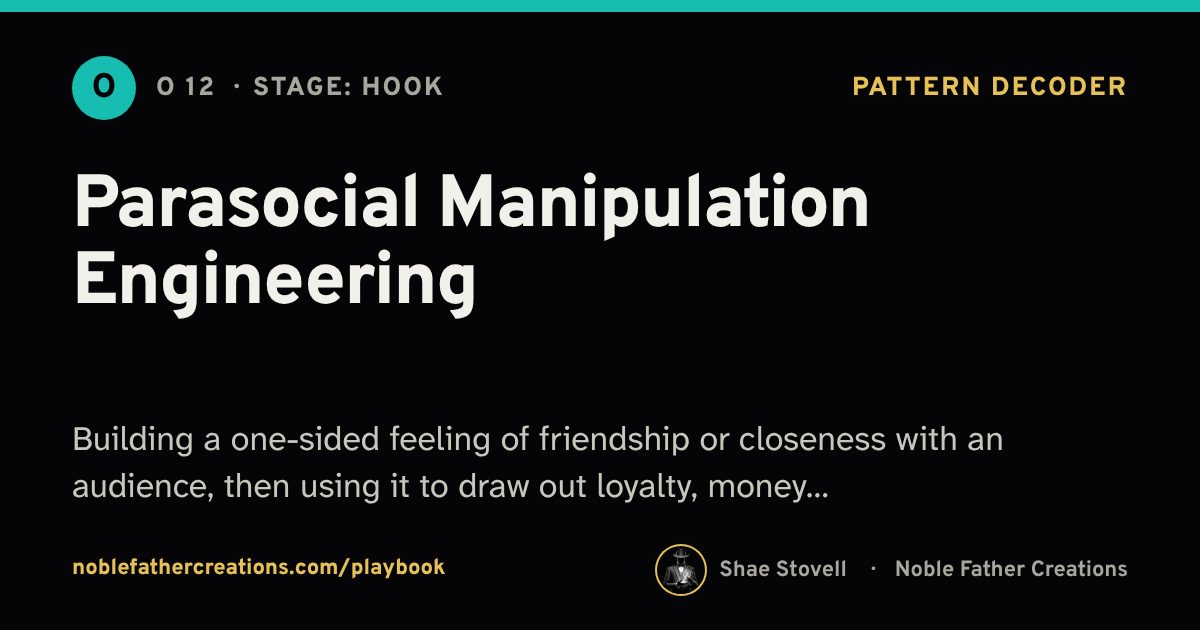 O
O 12 · STAGE: HOOK
PATTERN DECODER
Parasocial Manipulation
Engineering
Building a one-sided feeling of friendship or closeness with an
audience, then using it to draw out loyalty, money...
noblefathercreations.com/playbook
Shae Stovell · Noble Father Creations